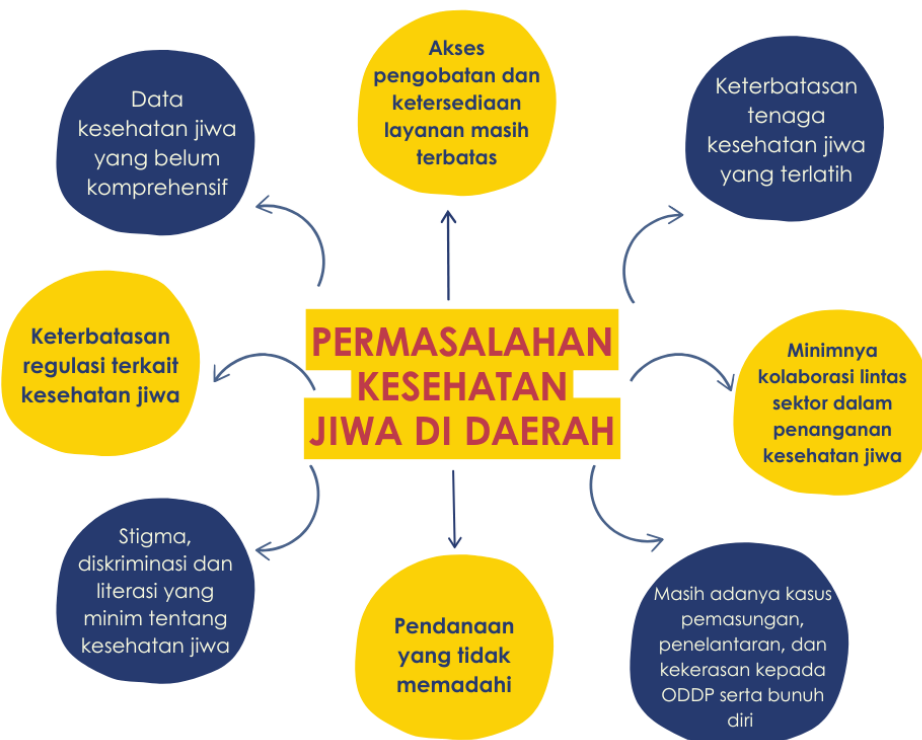 Akses
pengobatan dan
ketersediaan
layanan masih
terbatas
Data
kesehatan jiwa
yang belum
komprehensif
Keterbatasan
tenaga
kesehatan jiwa
yang terlatih
Keterbatasan
regulasi terkait
kesehatan jiwa
PERMASALAHAN
KESEHATAN
JIWA DI DAERAH
Minimnya
kolaborasi lintas
sektor dalam
penanganan
kesehatan jiwa
Stigma,
diskriminasi dan
literasi yang
minim tentang
kesehatan jiwa
Pendanaan
yang tidak
memadahi
Masih adanya kasus
pemasungan,
penelantaran, dan
kekerasan kepada
ODDP serta bunuh
diri